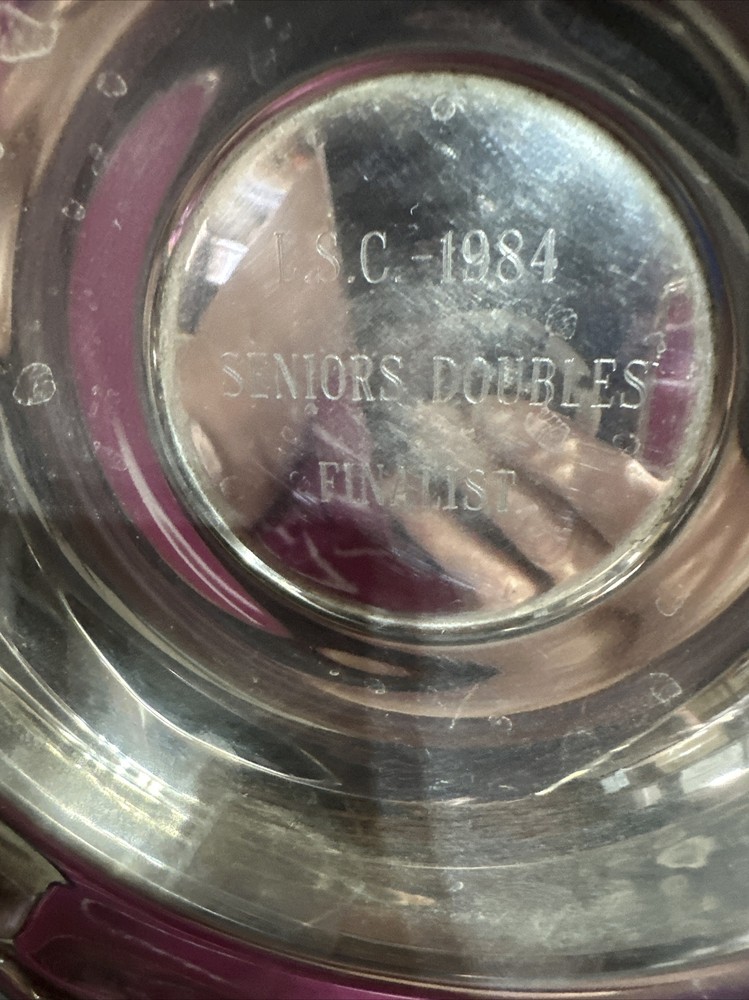 I.S.C. - 1984
SENIORS DOUBLES
FINALIST